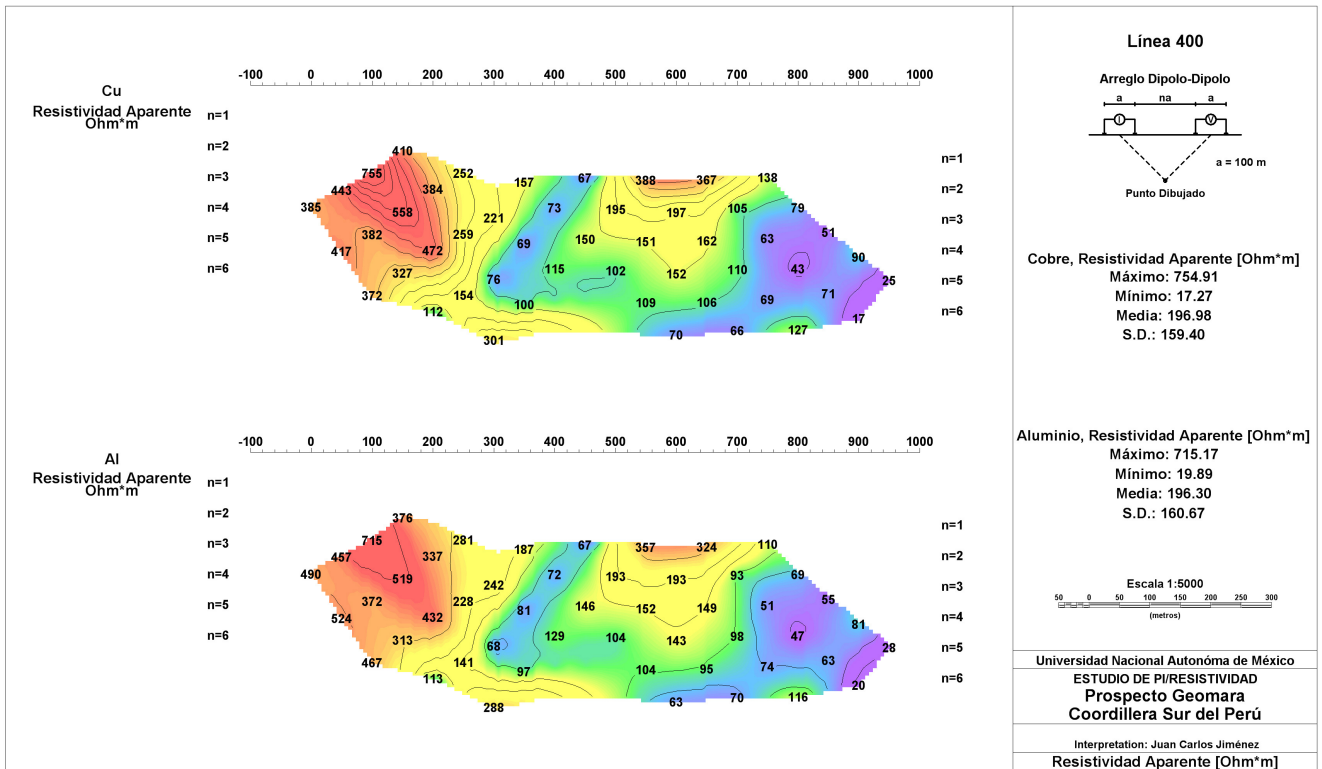 -100 0 100 200 300 400 500 600 700 800 900 1000
Cu
Resistividad Aparente
Ohm*m
n=1
n=2
n=3
n=4
n=5
n=6
410
755 252 157 67 388 367 138
443 384
385 558 221 73 195 197 105 79
382 259 69 150 151 162 63 51
417 472 90
327 76 115 102 152 110 43 25
372 154 100 109 106 69 71
112 17
301 70 66 127
n=1
n=2
n=3
n=4
n=5
n=6
-100 0 100 200 300 400 500 600 700 800 900 1000
Al
Resistividad Aparente
Ohm*m
n=1
n=2
n=3
n=4
n=5
n=6
376
715 281 187 67 357 324 110
457 337
490 519 242 72 193 193 93 69
372 228 81 146 152 149 51 55
524 432 81
313 68 129 104 143 98 47 28
467 141 97 104 95 74 63
113 20
288 63 70 116
n=1
n=2
n=3
n=4
n=5
n=6
Línea 400
Arreglo Dipolo-Dipolo
a na a
I V
a = 100 m
Punto Dibujado
Cobre, Resistividad Aparente [Ohm*m]
Máximo: 754.91
Mínimo: 17.27
Media: 196.98
S.D.: 159.40
Aluminio, Resistividad Aparente [Ohm*m]
Máximo: 715.17
Mínimo: 19.89
Media: 196.30
S.D.: 160.67
Escala 1:5000
50 0 50 100 150 200 250 300
(metros)
Universidad Nacional Autonóma de México
ESTUDIO DE PI/RESISTIVIDAD
Prospecto Geomara
Coordillera Sur del Perú
Interpretation: Juan Carlos Jiménez
Resistividad Aparente [Ohm*m]